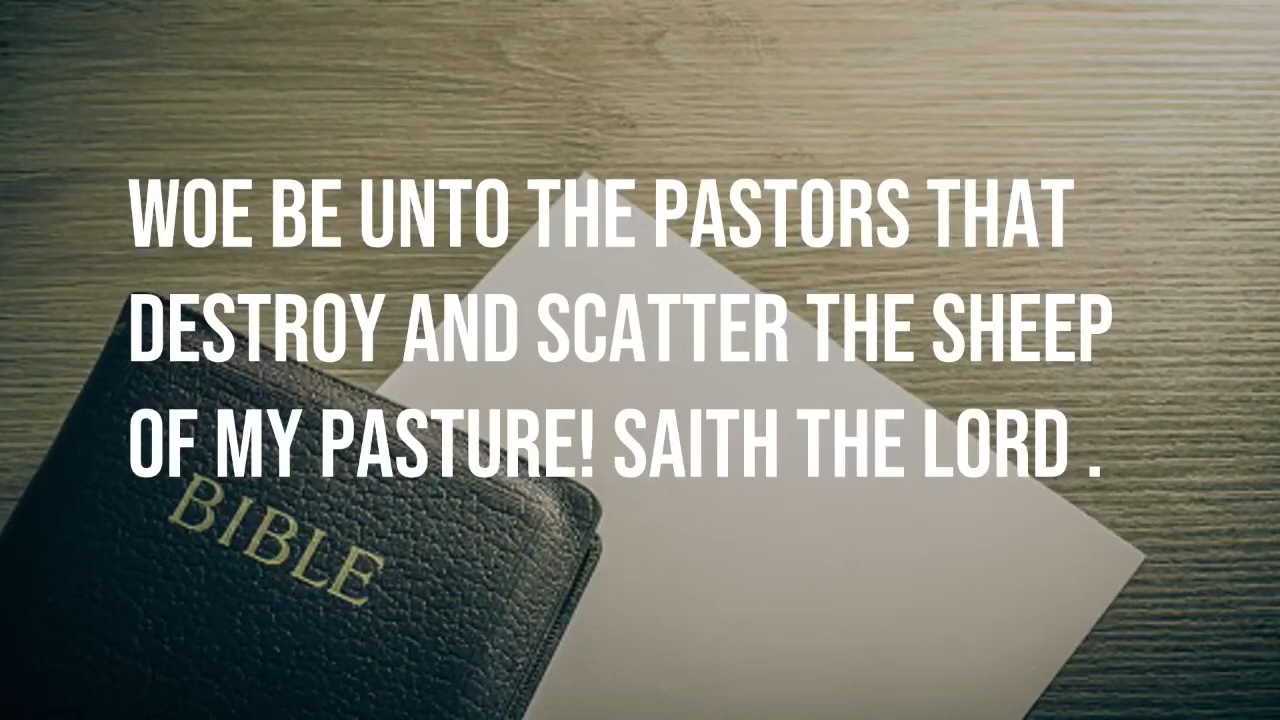 WOE BE UNTO THE PASTORS THAT
DESTROY AND SCATTER THE SHEEP
OF MY PASTURE! SAITH THE LORD .
BIBLE